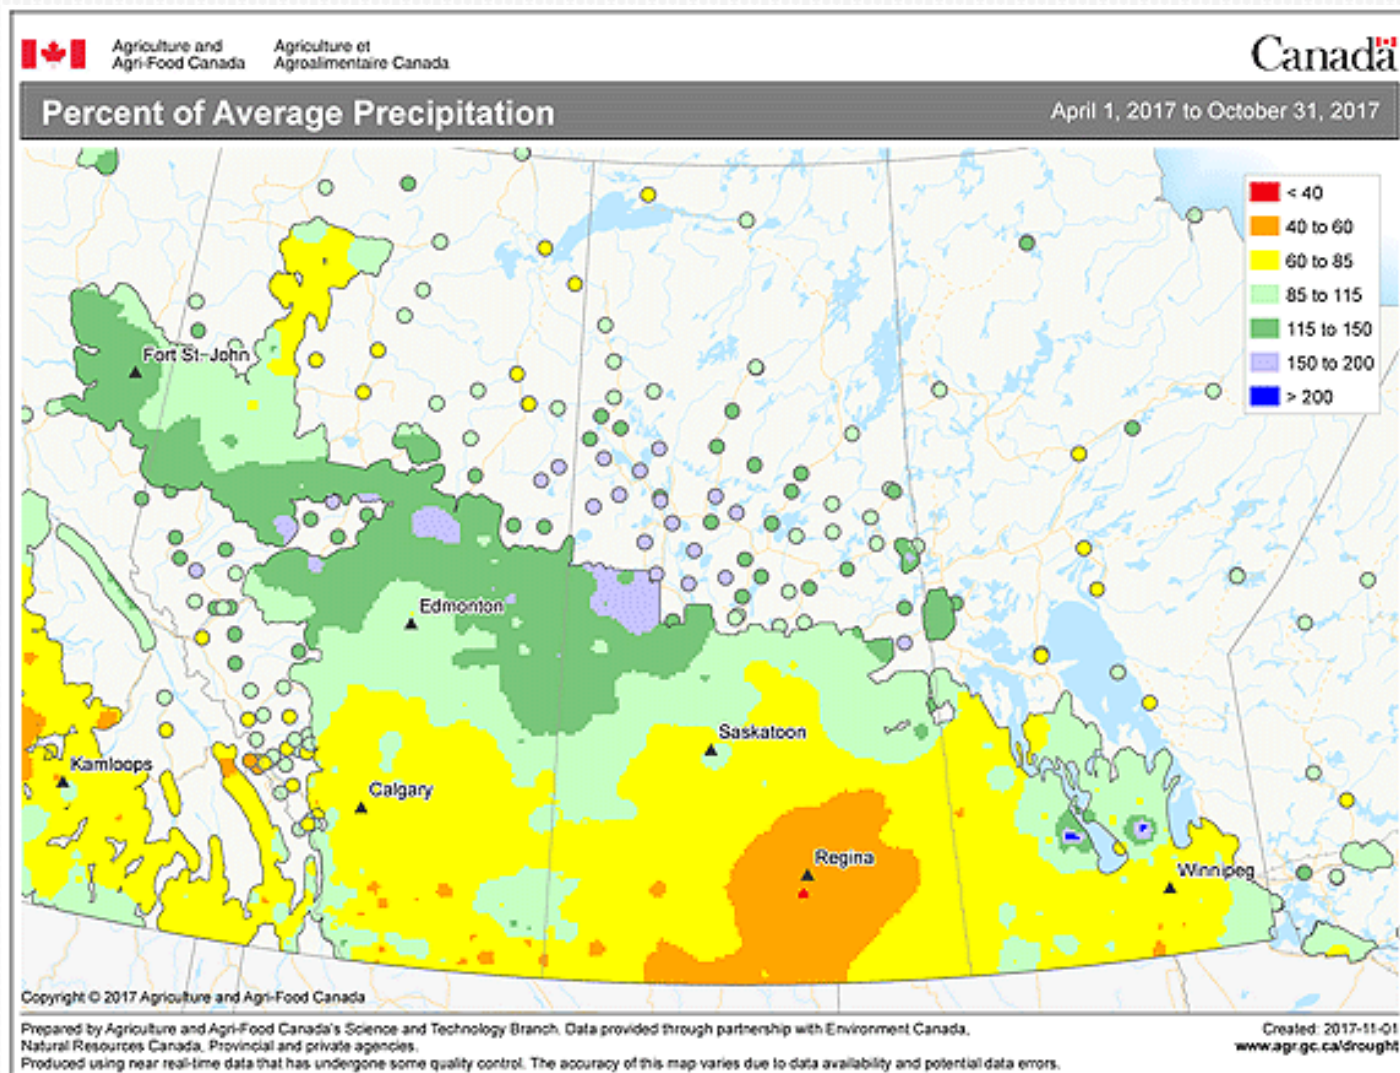 Agriculture and
Agri-Food Canada
Agriculture et
Agroalimentaire Canada
Canada
Percent of Average Precipitation
April 1, 2017 to October 31, 2017
< 40
40 to 60
60 to 85
85 to 115
115 to 150
150 to 200
> 200
Fort St-John
Edmonton
Saskatoon
Kamloops
Calgary
Regina
Winnipeg
Copyright © 2017 Agriculture and Agri-Food Canada
Prepared by Agriculture and Agri-Food Canada's Science and Technology Branch. Data provided through partnership with Environment Canada,
Natural Resources Canada, Provincial and private agencies.
Produced using near real-time data that has undergone some quality control. The accuracy of this map varies due to data availability and potential data errors.
Created: 2017-11-01
www.agr.gc.ca/drought